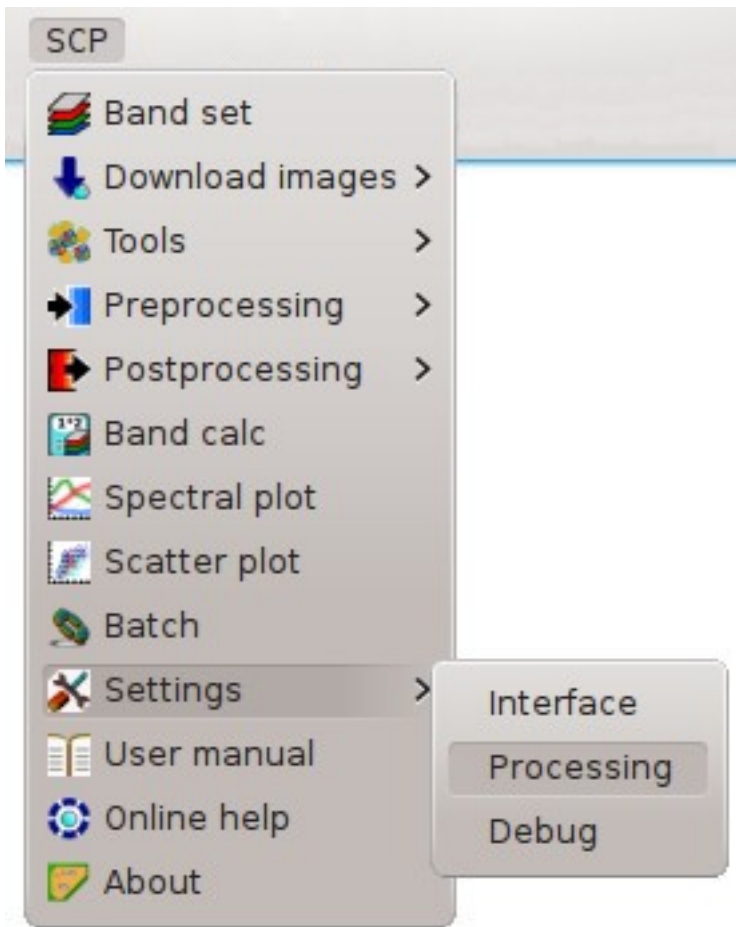 SCP
Band set
Download images
Tools
Preprocessing
Postprocessing
Band calc
Spectral plot
Scatter plot
Batch
Settings
User manual
Online help
About
Interface
Processing
Debug